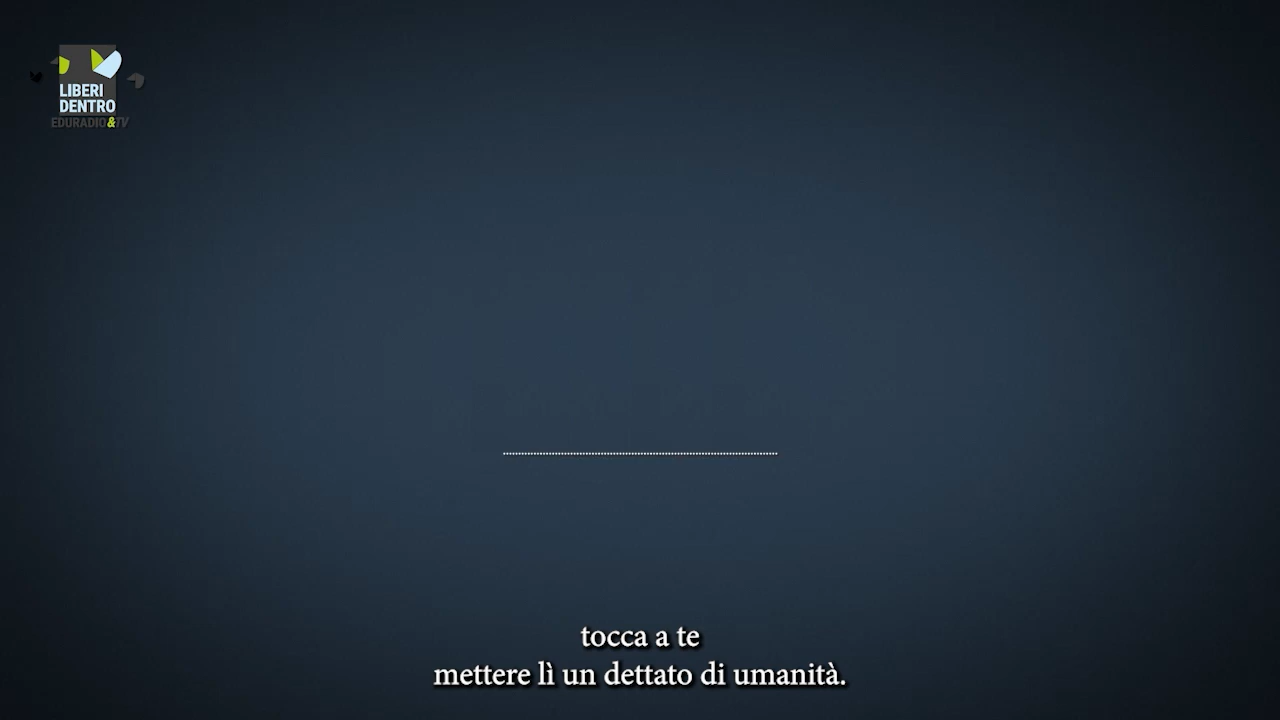 LIBERI
DENTRO
EDURADIO&TV
tocca a te
mettere lì un dettato di umanità.